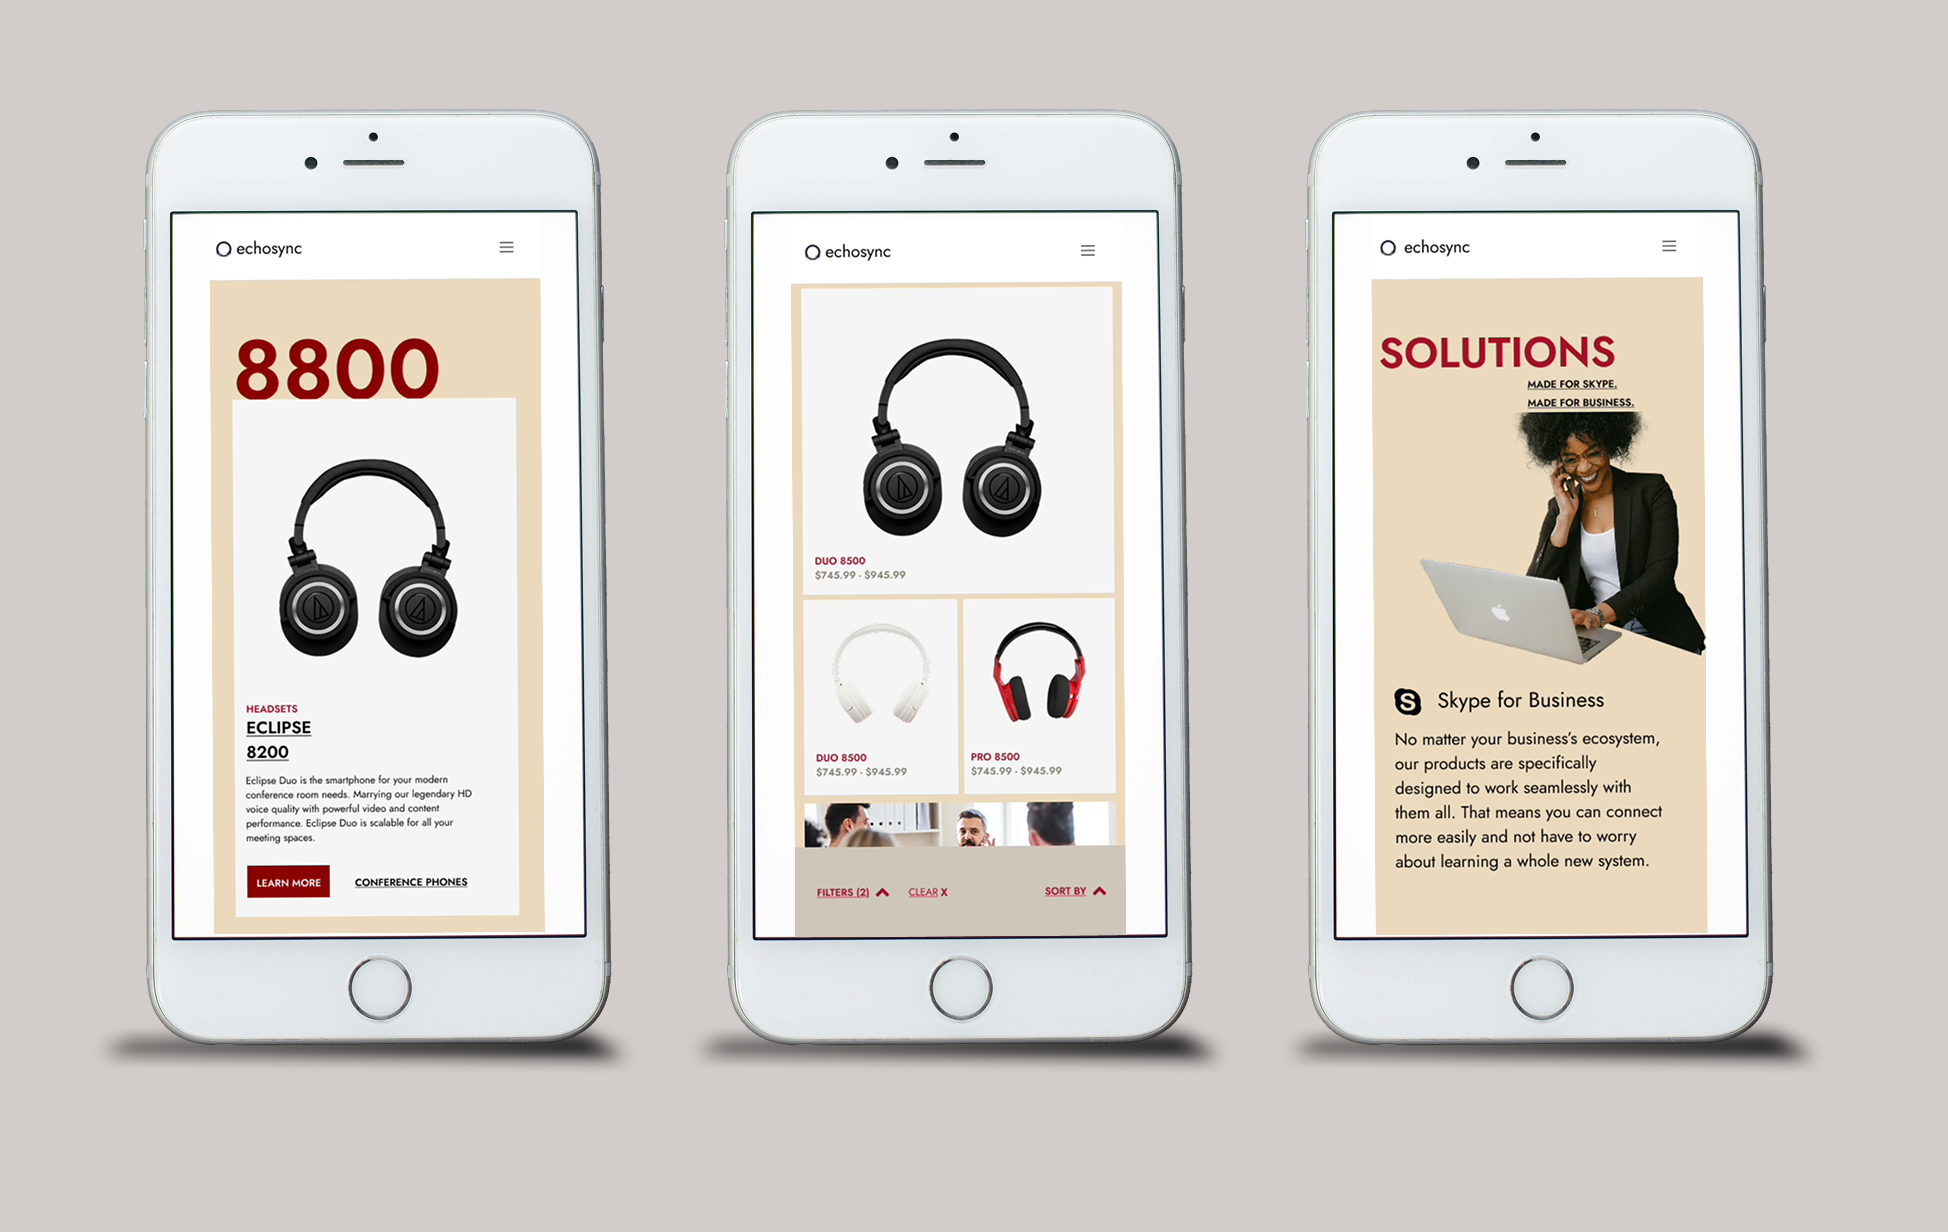 echosync
8800
HEADSETS
ECLIPSE
8200
Eclipse Duo is the smartphone for your modern
conference room needs. Marrying our legendary HD
voice quality with powerful video and content
performance. Eclipse Duo is scalable for all your
meeting spaces.
LEARN MORE
CONFERENCE PHONES
echosync
DUO 8500
$745.99 - $945.99
DUO 8500
$745.99 - $945.99
PRO 8500
$745.99 - $945.99
FILTERS (2)
CLEAR X
SORT BY
echosync
SOLUTIONS
MADE FOR SKYPE.
MADE FOR BUSINESS.
S
Skype for Business
No matter your business’s ecosystem,
our products are specifically
designed to work seamlessly with
them all. That means you can connect
more easily and not have to worry
about learning a whole new system.